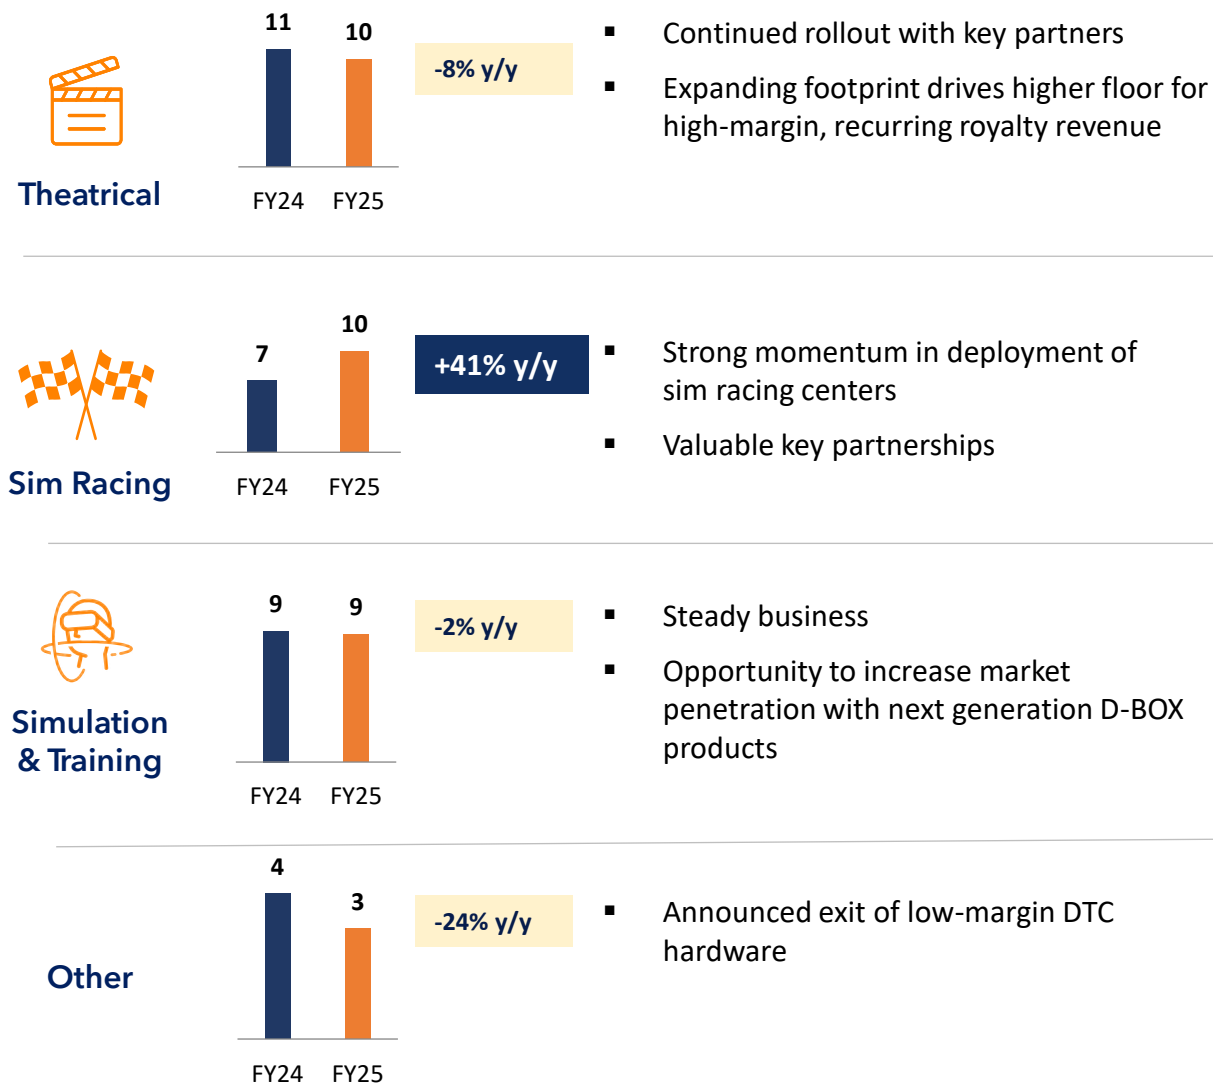 11
10
-8% y/y
FY24
FY25
Theatrical
▪ Continued rollout with key partners
▪ Expanding footprint drives higher floor for
high-margin, recurring royalty revenue
7
10
+41% y/y
FY24
FY25
Sim Racing
▪ Strong momentum in deployment of
sim racing centers
▪ Valuable key partnerships
9
9
-2% y/y
FY24
FY25
Simulation
& Training
▪ Steady business
▪ Opportunity to increase market
penetration with next generation D-BOX
products
4
3
-24% y/y
FY24
FY25
Other
▪ Announced exit of low-margin DTC
hardware